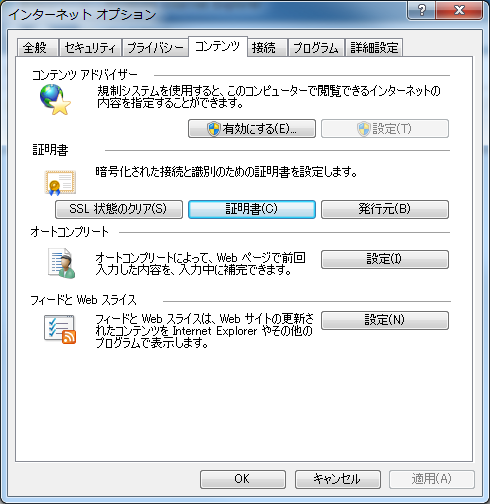 インターネット オプション
全般 セキュリティ プライバシー コンテンツ 接続 プログラム 詳細設定
コンテンツ アドバイザー
規制システムを使用すると、このコンピューターで閲覧できるインターネットの
内容を指定することができます。
有効にする(E)... 設定(T)
証明書
暗号化された接続と識別のための証明書を設定します。
SSL 状態のクリア(S) 証明書(C) 発行元(B)
オートコンプリート
オートコンプリートによって、Web ページで前回
入力した内容を、入力中に補完できます。
設定(I)
フィードと Web スライス
フィードと Web スライスは、Web サイトの更新さ
れたコンテンツを Internet Explorer やその他の
プログラムで表示します。
設定(N)
OK キャンセル 適用(A)